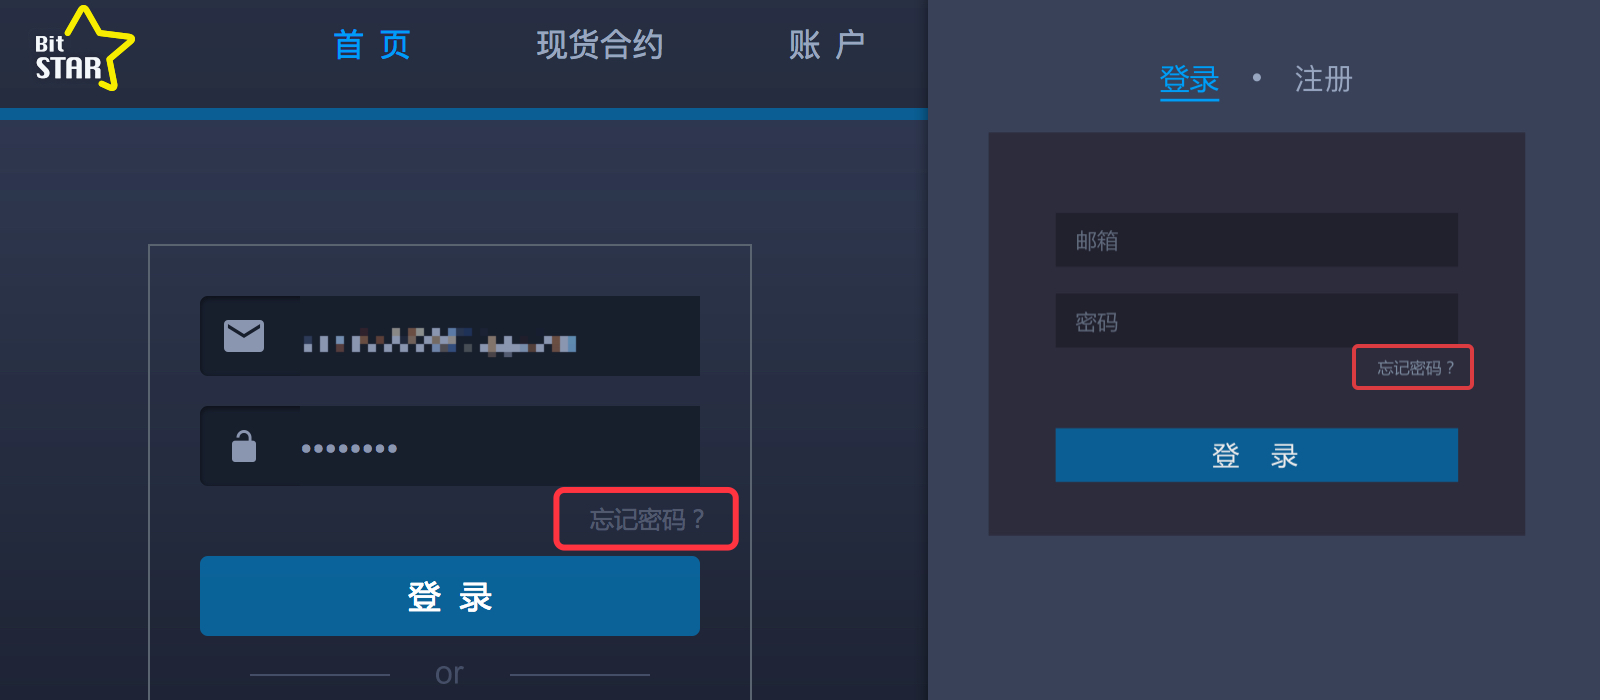 Bit
STAR
首 页
现货合约
账 户
忘记密码？
登 录
or
登录 • 注册
邮箱
密码
忘记密码？
登 录